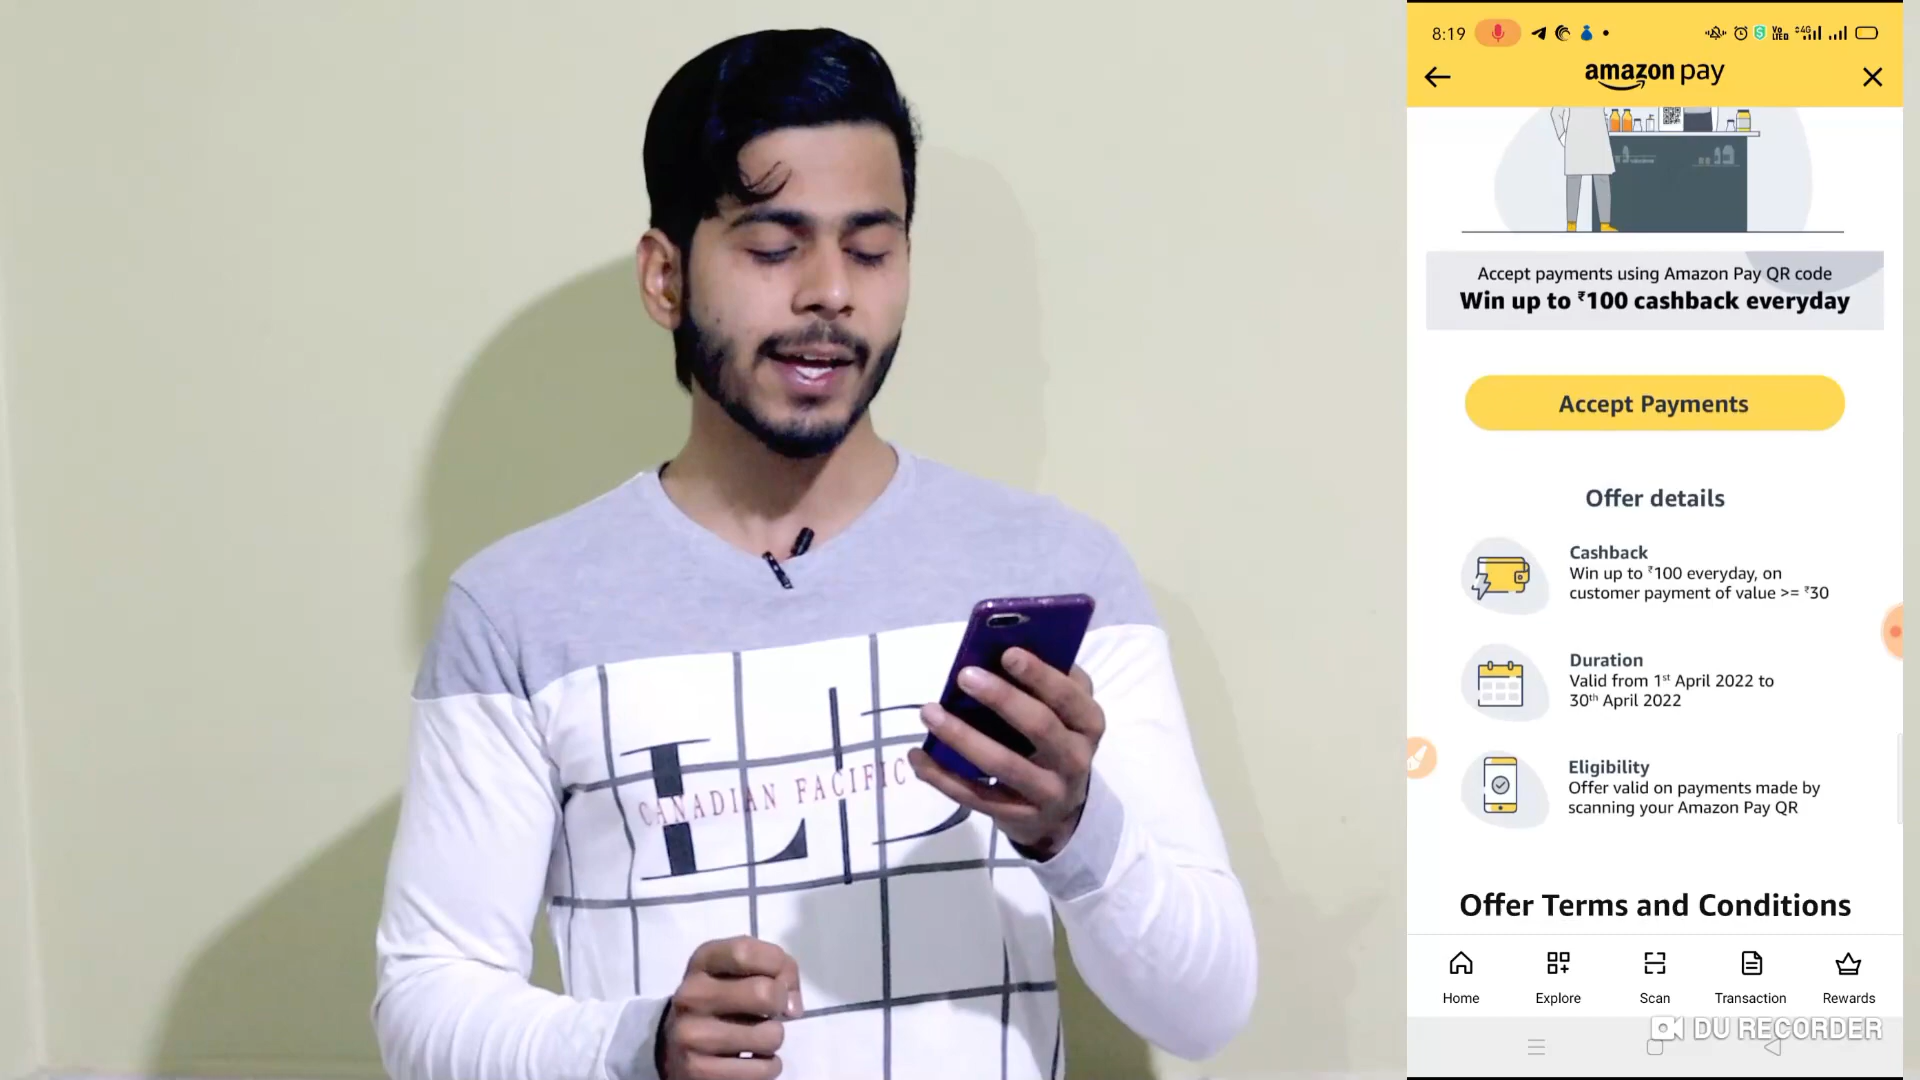 L
CANADIAN FACIFIC
8:19
Vo
LTE
4G
amazon pay
Accept payments using Amazon Pay QR code
Win up to ₹100 cashback everyday
Accept Payments
Offer details
Cashback
Win up to ₹100 everyday, on
customer payment of value >= ₹30
Duration
Valid from 1st April 2022 to
30th April 2022
Eligibility
Offer valid on payments made by
scanning your Amazon Pay QR
Offer Terms and Conditions
Home
Explore
Scan
Transaction
Rewards
DU RECORDER